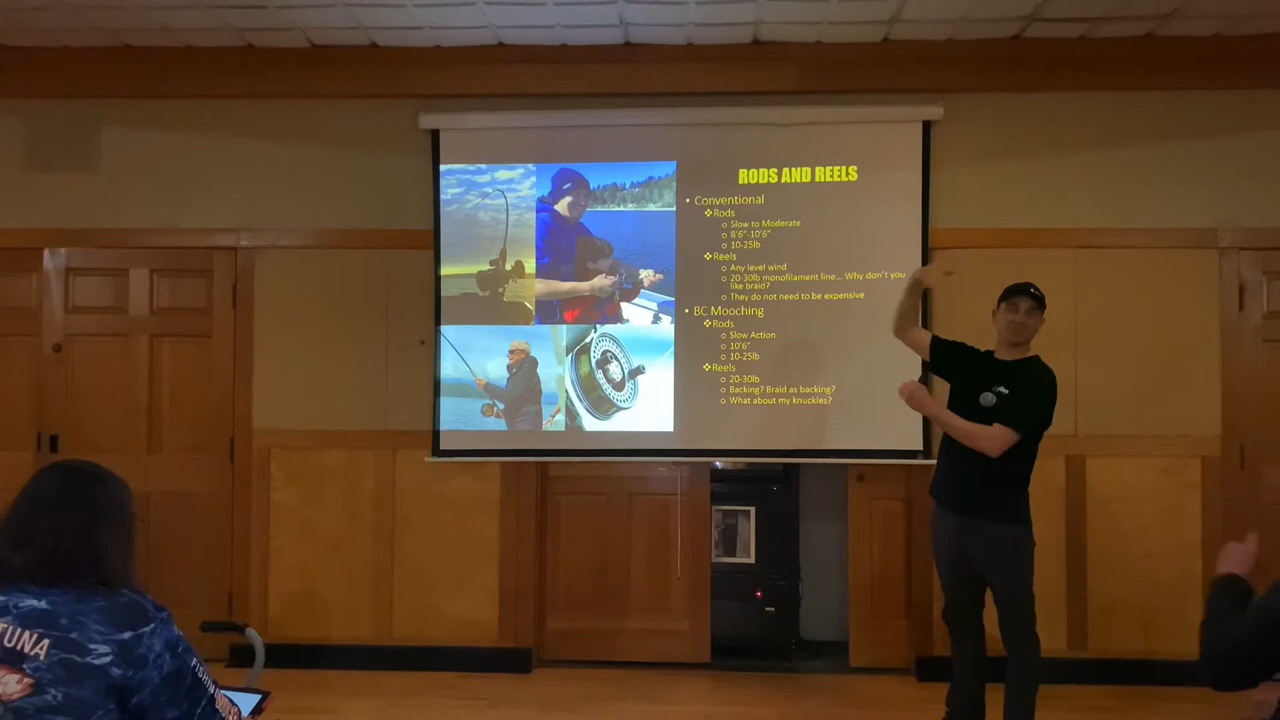 RODS AND REELS
• Conventional
❖Rods
o Slow to Moderate
o 8'6"-10'6"
o 10-25lb
❖Reels
o Any level wind
o 20-30lb monofilament line... Why don't you
like braid?
o They do not need to be expensive
• BC Mooching
❖Rods
o Slow Action
o 10'6"
o 10-25lb
❖Reels
o 20-30lb
o Backing? Braid as backing?
o What about my knuckles?
TUNA